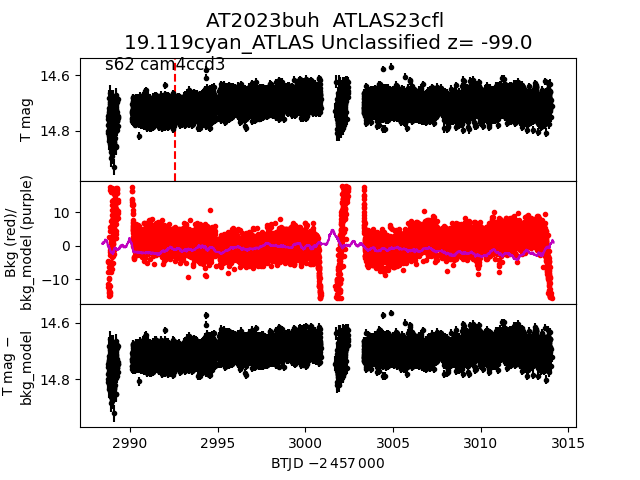 AT2023buh  ATLAS23cfl
19.119cyan_ATLAS Unclassified z= -99.0
s62 cam4ccd3
14.6
14.8
T mag
10
0
−10
Bkg (red)/
bkg_model (purple)
14.6
14.8
T mag −
bkg_model
2990
2995
3000
3005
3010
3015
BTJD −2 457 000